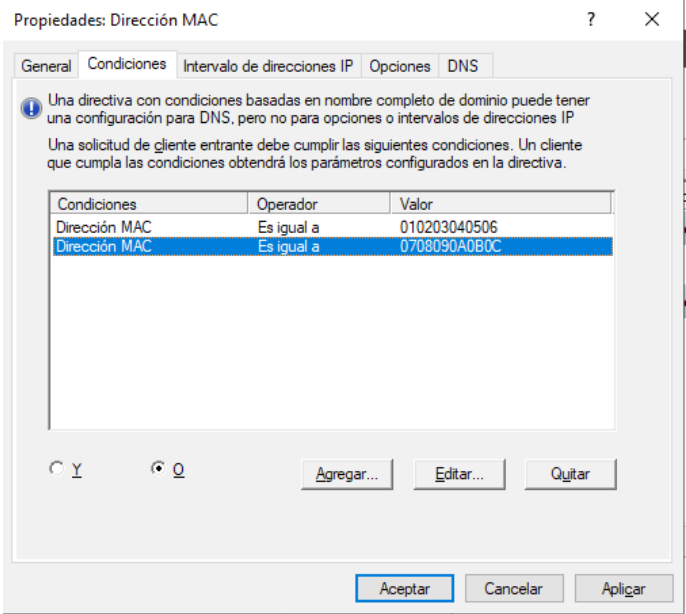 Propiedades: Dirección MAC
?
General Condiciones Intervalo de direcciones IP Opciones DNS
Una directiva con condiciones basadas en nombre completo de dominio puede tener
una configuración para DNS, pero no para opciones o intervalos de direcciones IP
Una solicitud de cliente entrante debe cumplir las siguientes condiciones. Un cliente
que cumpla las condiciones obtendrá los parámetros configurados en la directiva.
Condiciones Operador Valor
Dirección MAC Es igual a 010203040506
Dirección MAC Es igual a 0708090A0B0C
Y O Agregar... Editar... Quitar
Aceptar Cancelar Aplicar